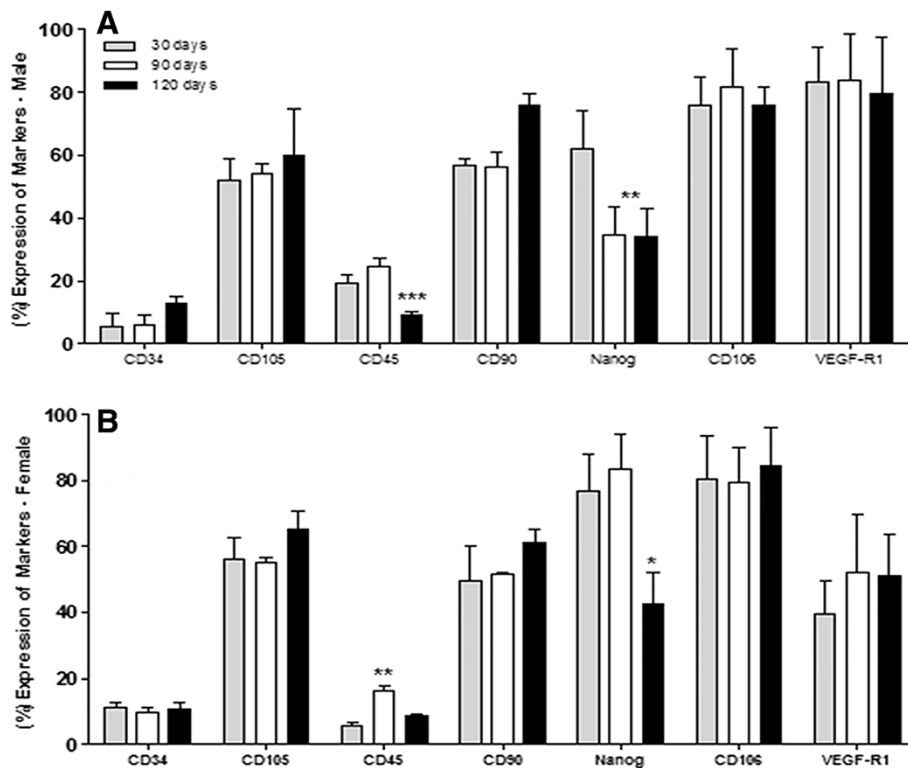 A
(%) Expression of Markers - Male
100
80
60
40
20
0
30 days
90 days
120 days
***
**
CD34 CD105 CD45 CD90 Nanog CD106 VEGF-R1
B
(%) Expression of Markers - Female
100
80
60
40
20
0
**
*
CD34 CD105 CD45 CD90 Nanog CD106 VEGF-R1